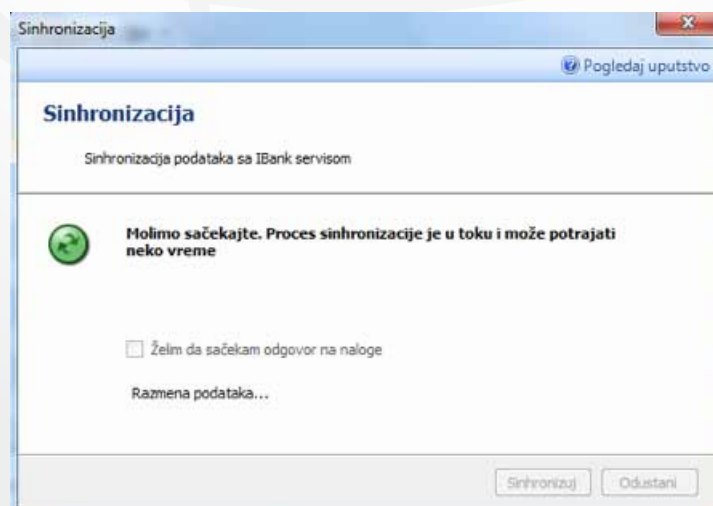 Sinhronizacija
Pogledaj uputstvo
Sinhronizacija
Sinhronizacija podataka sa IBank servisom
Molimo sačekajte. Proces sinhronizacije je u toku i može potrajati
neko vreme
Želim da sačekam odgovor na naloge
Razmena podataka...
Sinhronizuj
Odustani